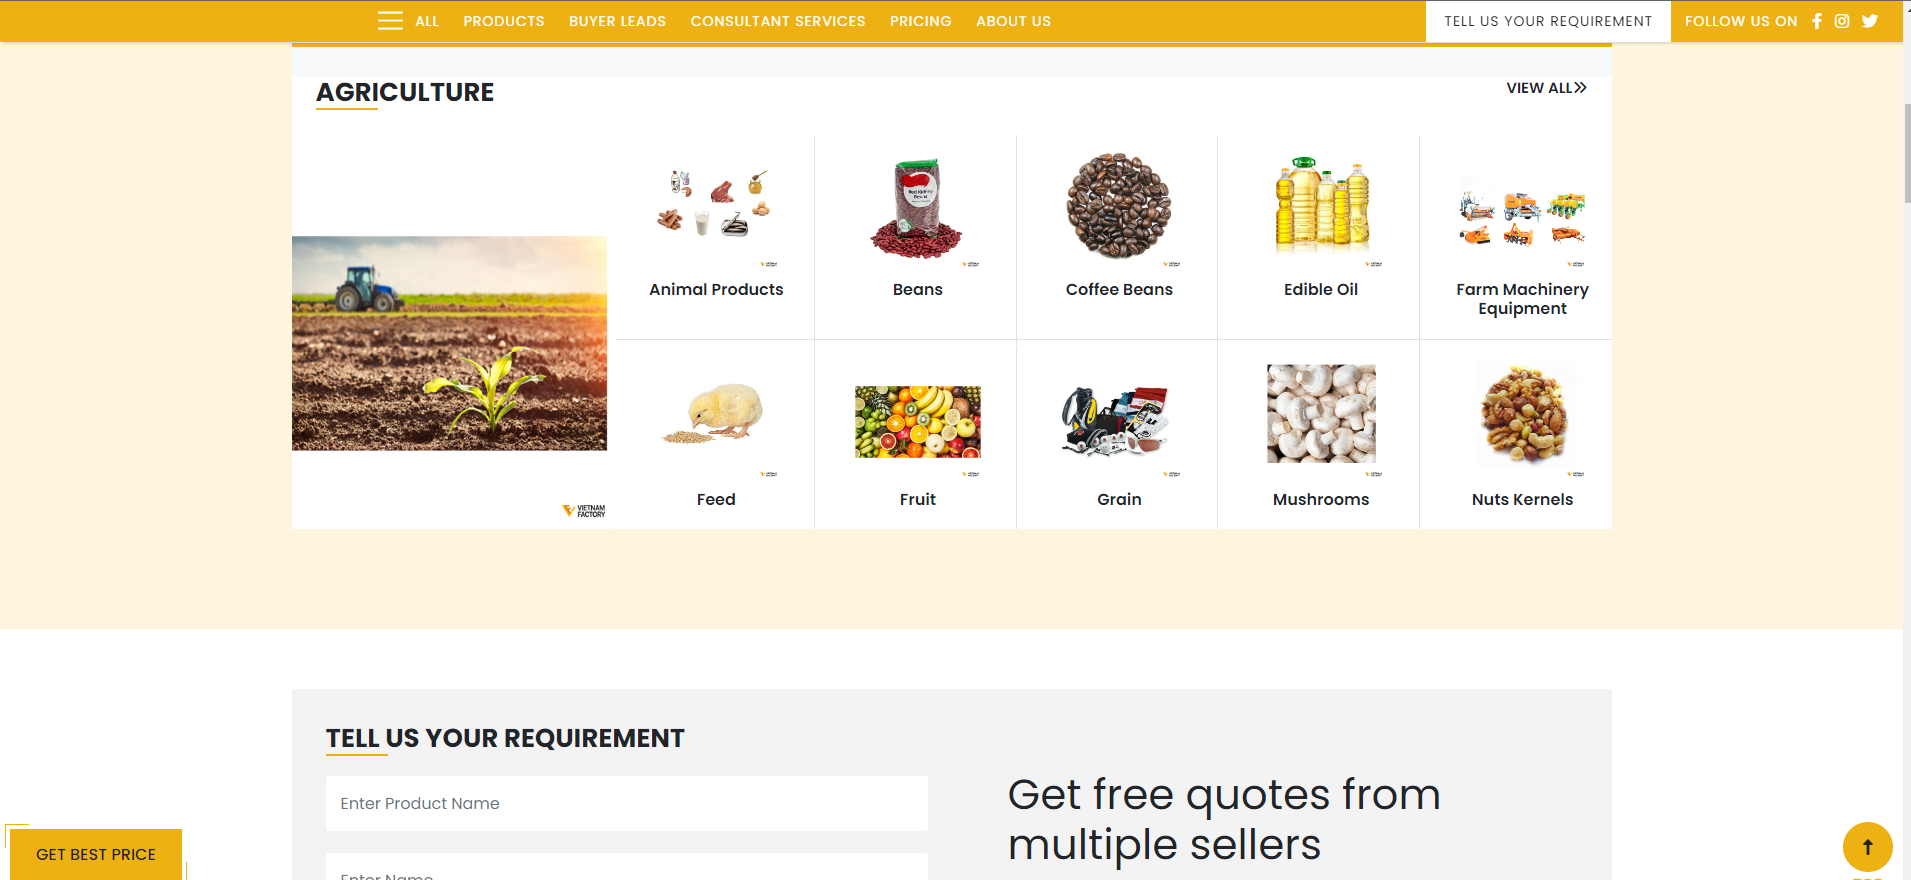 ALL
PRODUCTS
BUYER LEADS
CONSULTANT SERVICES
PRICING
ABOUT US
TELL US YOUR REQUIREMENT
FOLLOW US ON
AGRICULTURE
VIEW ALL
Red Kidney
Animal Products
Beans
Coffee Beans
Edible Oil
Farm Machinery
Equipment
Feed
Fruit
Grain
Mushrooms
Nuts Kernels
VIETNAM
FACTORY
TELL US YOUR REQUIREMENT
Enter Product Name
Enter Name
Get free quotes from
multiple sellers
GET BEST PRICE